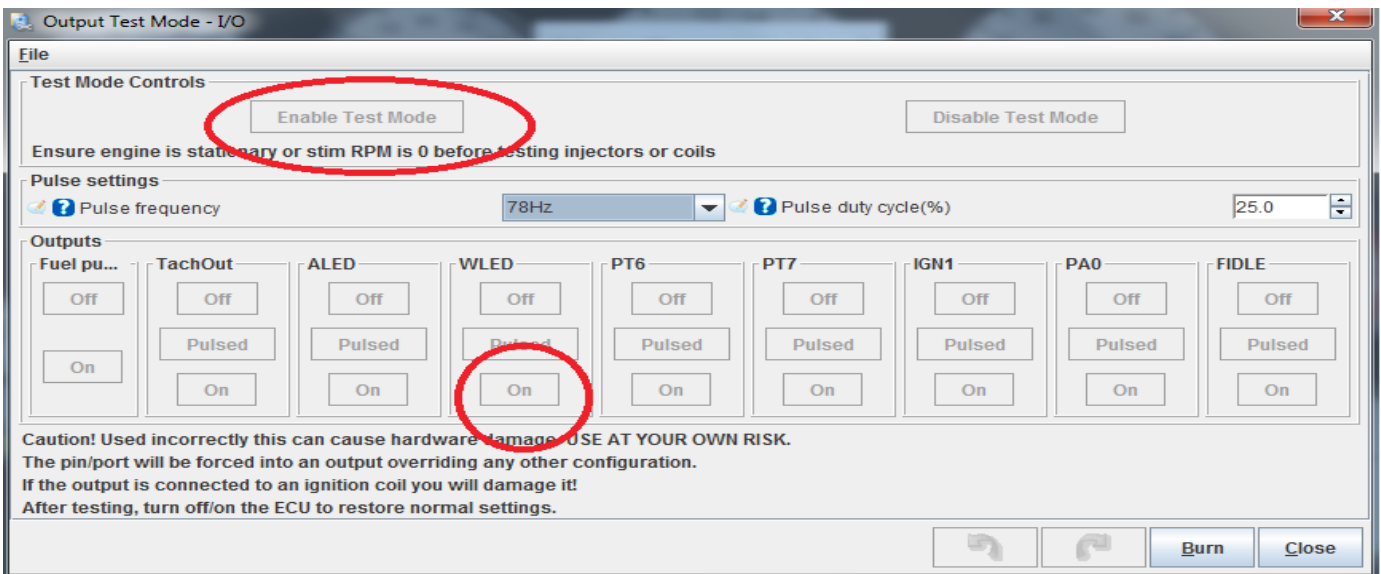 Output Test Mode - I/O
File
Test Mode Controls
Enable Test Mode Disable Test Mode
Ensure engine is stationary or stim RPM is 0 before testing injectors or coils
Pulse settings
Pulse frequency 78Hz Pulse duty cycle(%) 25.0
Outputs
Fuel pu... TachOut ALED WLED PT6 PT7 IGN1 PA0 FIDLE
Off Off Off Off Off Off Off Off Off
Pulsed Pulsed Pulsed Pulsed Pulsed Pulsed Pulsed Pulsed
On
On On On On On On On On
Caution! Used incorrectly this can cause hardware damage. USE AT YOUR OWN RISK.
The pin/port will be forced into an output overriding any other configuration.
If the output is connected to an ignition coil you will damage it!
After testing, turn off/on the ECU to restore normal settings.
Burn Close